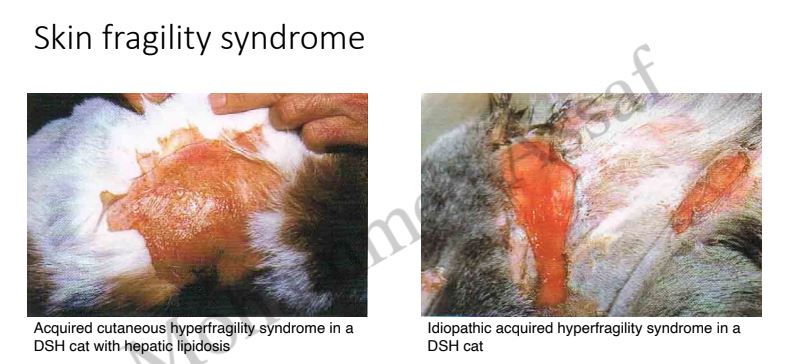 Skin fragility syndrome
Acquired cutaneous hyperfragility syndrome in a
DSH cat with hepatic lipidosis
Idiopathic acquired hyperfragility syndrome in a
DSH cat
Assaf